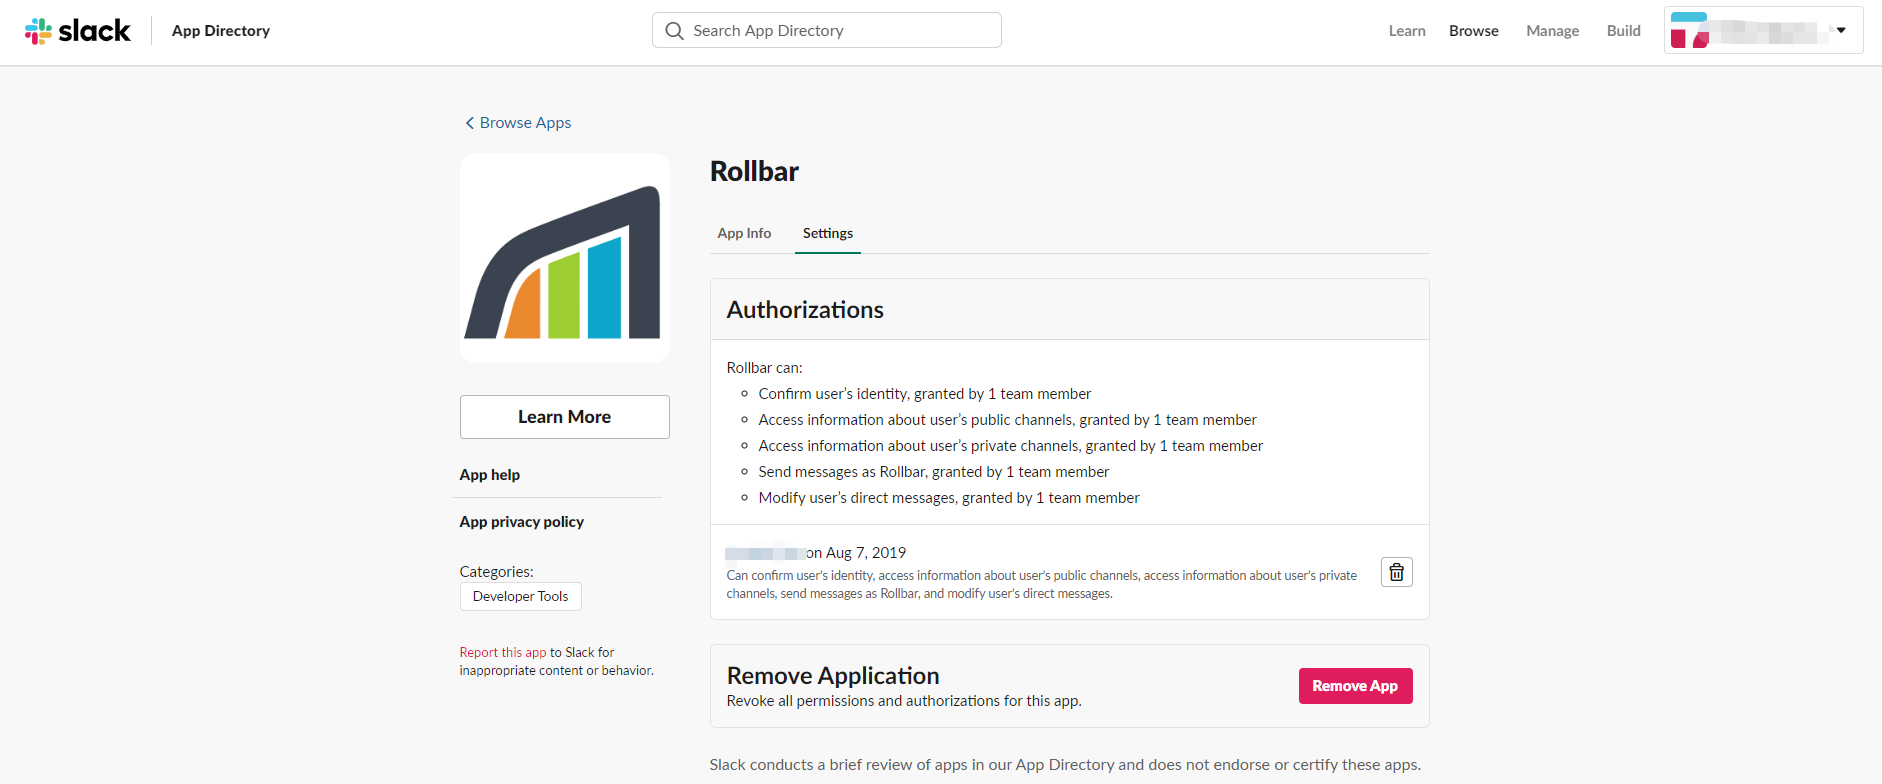 slack
App Directory
Search App Directory
Learn
Browse
Manage
Build
Browse Apps
Rollbar
App Info
Settings
Learn More
App help
App privacy policy
Categories:
Developer Tools
Report this app to Slack for
inappropriate content or behavior.
Authorizations
Rollbar can:
Confirm user’s identity, granted by 1 team member
Access information about user’s public channels, granted by 1 team member
Access information about user’s private channels, granted by 1 team member
Send messages as Rollbar, granted by 1 team member
Modify user’s direct messages, granted by 1 team member
on Aug 7, 2019
Can confirm user's identity, access information about user's public channels, access information about user's private
channels, send messages as Rollbar, and modify user's direct messages.
Remove Application
Revoke all permissions and authorizations for this app.
Remove App
Slack conducts a brief review of apps in our App Directory and does not endorse or certify these apps.